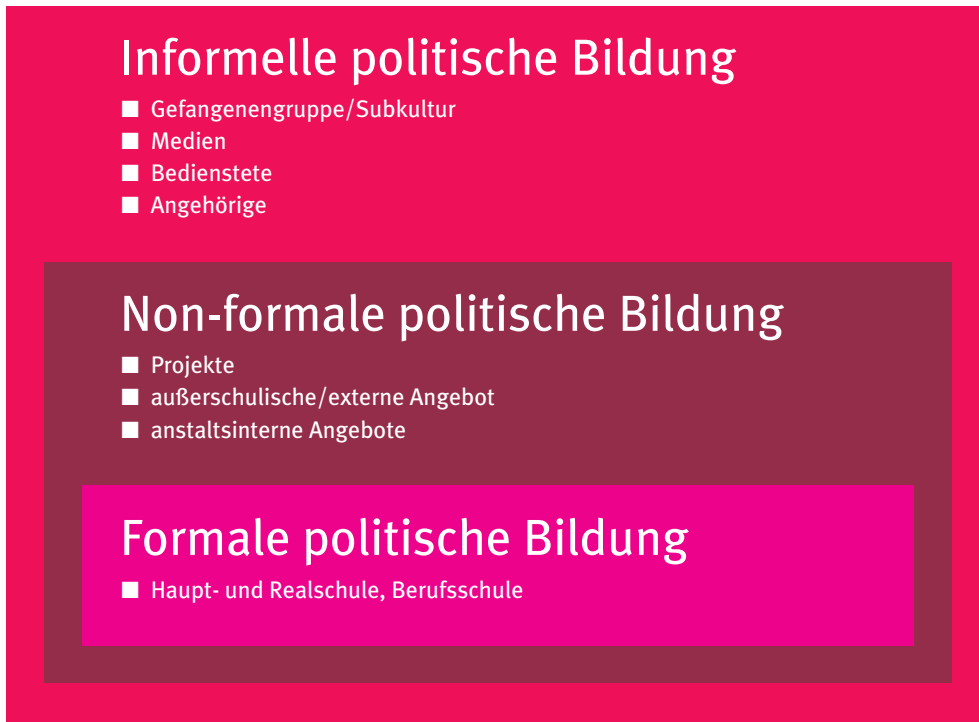 Informelle politische Bildung
■ Gefangenengruppe/Subkultur
■ Medien
■ Bedienstete
■ Angehörige
Non-formale politische Bildung
■ Projekte
■ außerschulische/externe Angebot
■ anstaltsinterne Angebote
Formale politische Bildung
■ Haupt- und Realschule, Berufsschule